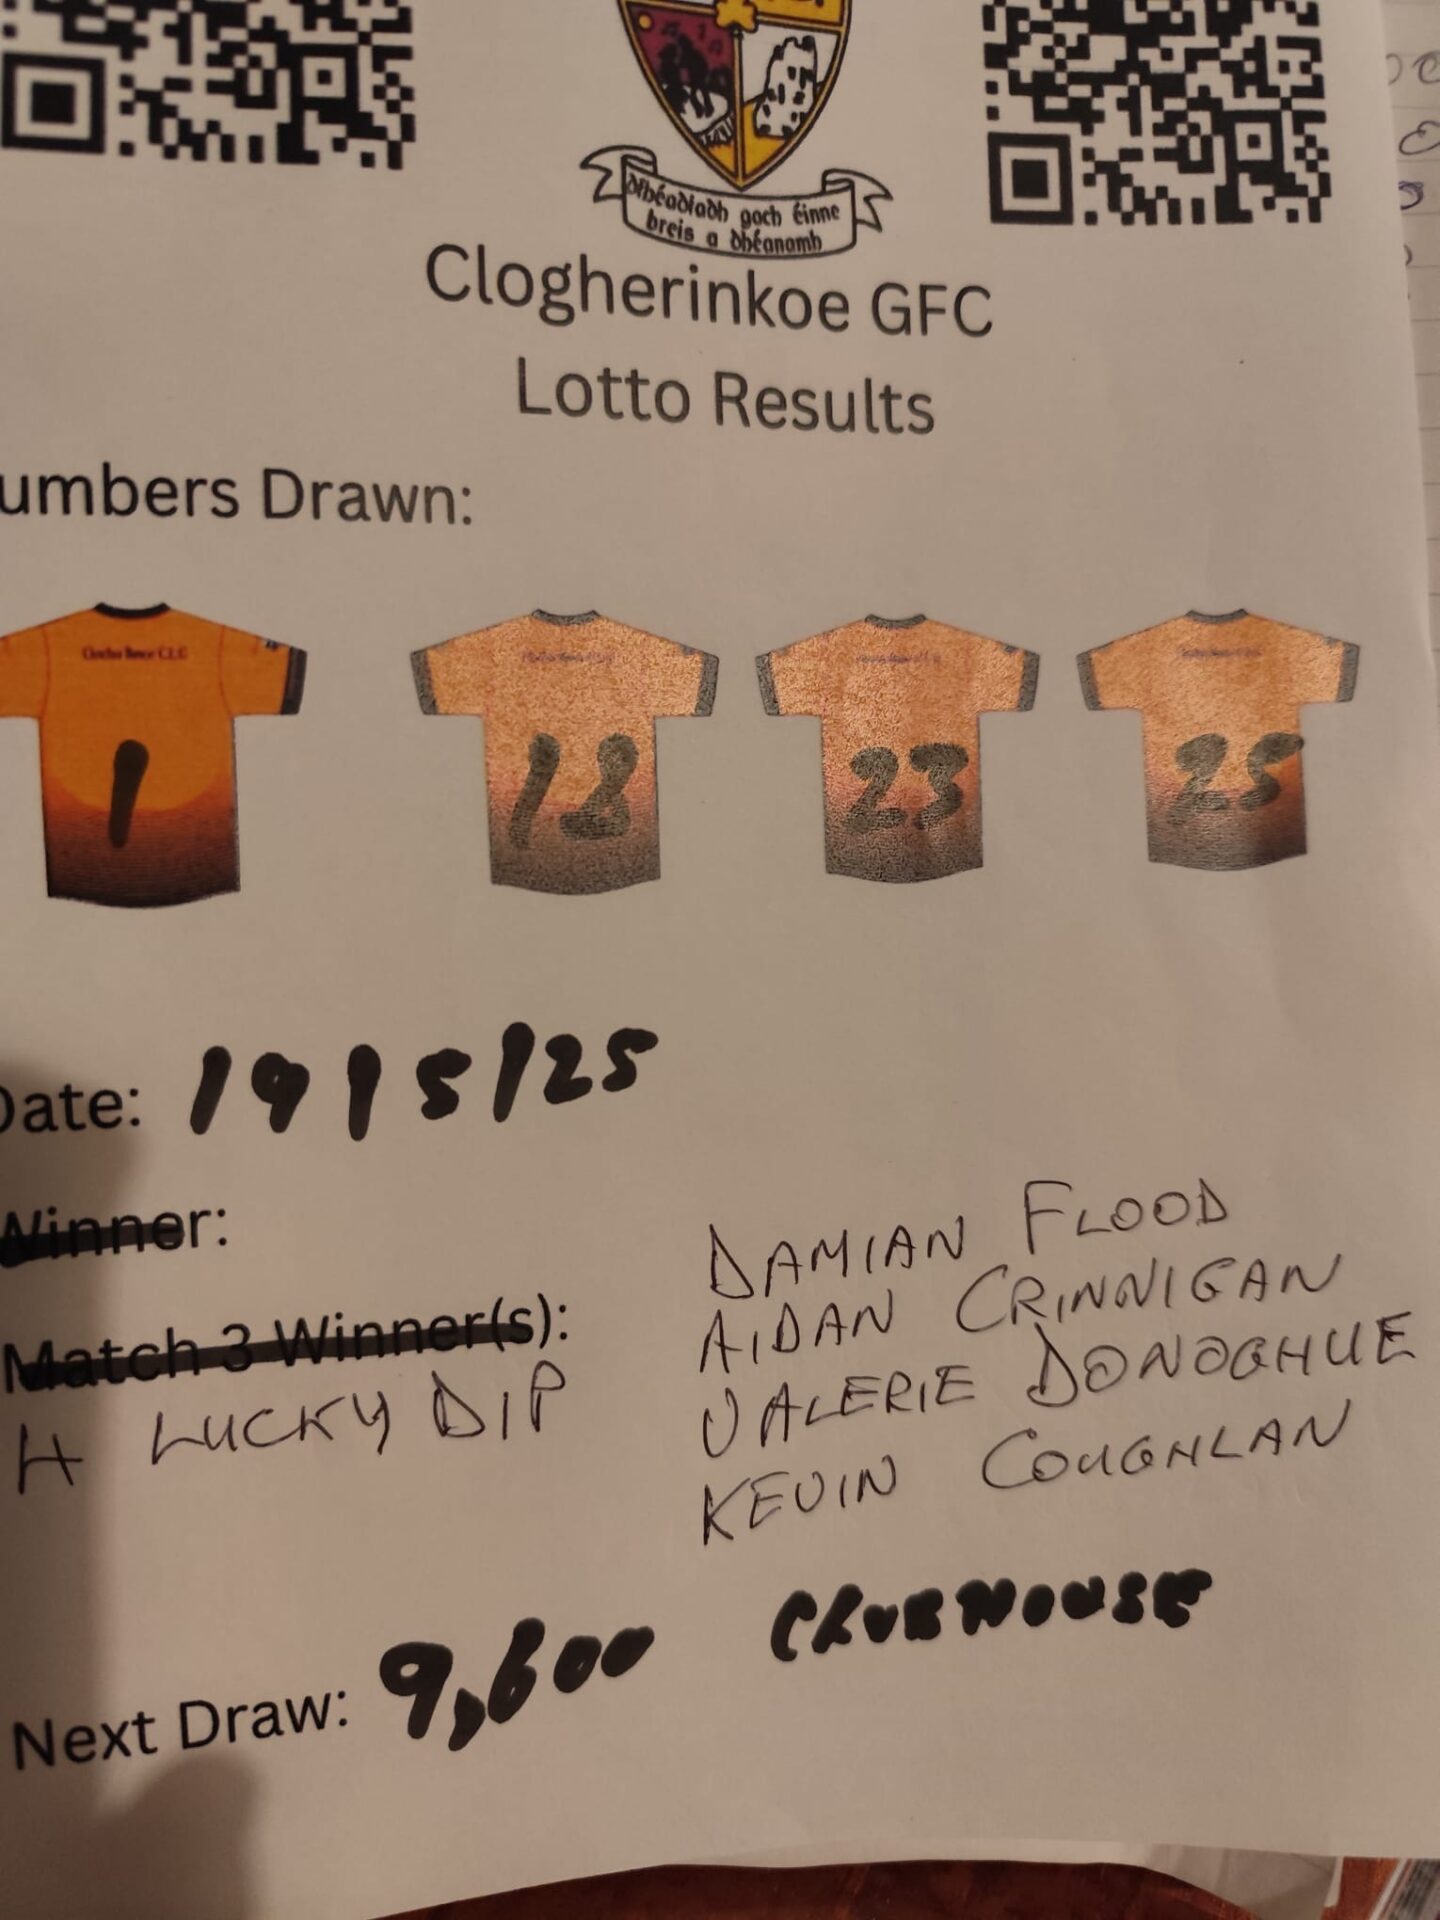 Dhéadfadh gach éinne
breis a dhéanamh
Clogherinkoe GFC
Lotto Results
umbers Drawn:
1 18 23 25
Date: 19/5/25
Winner:
DAMIAN FLOOD
AIDAN CRINNIGAN
Match 3 Winner(s):
VALERIE DONOGHUE
4 LUCKY DIP
KEVIN COUGHLAN
CLUBHOUSE
Next Draw: 9,600